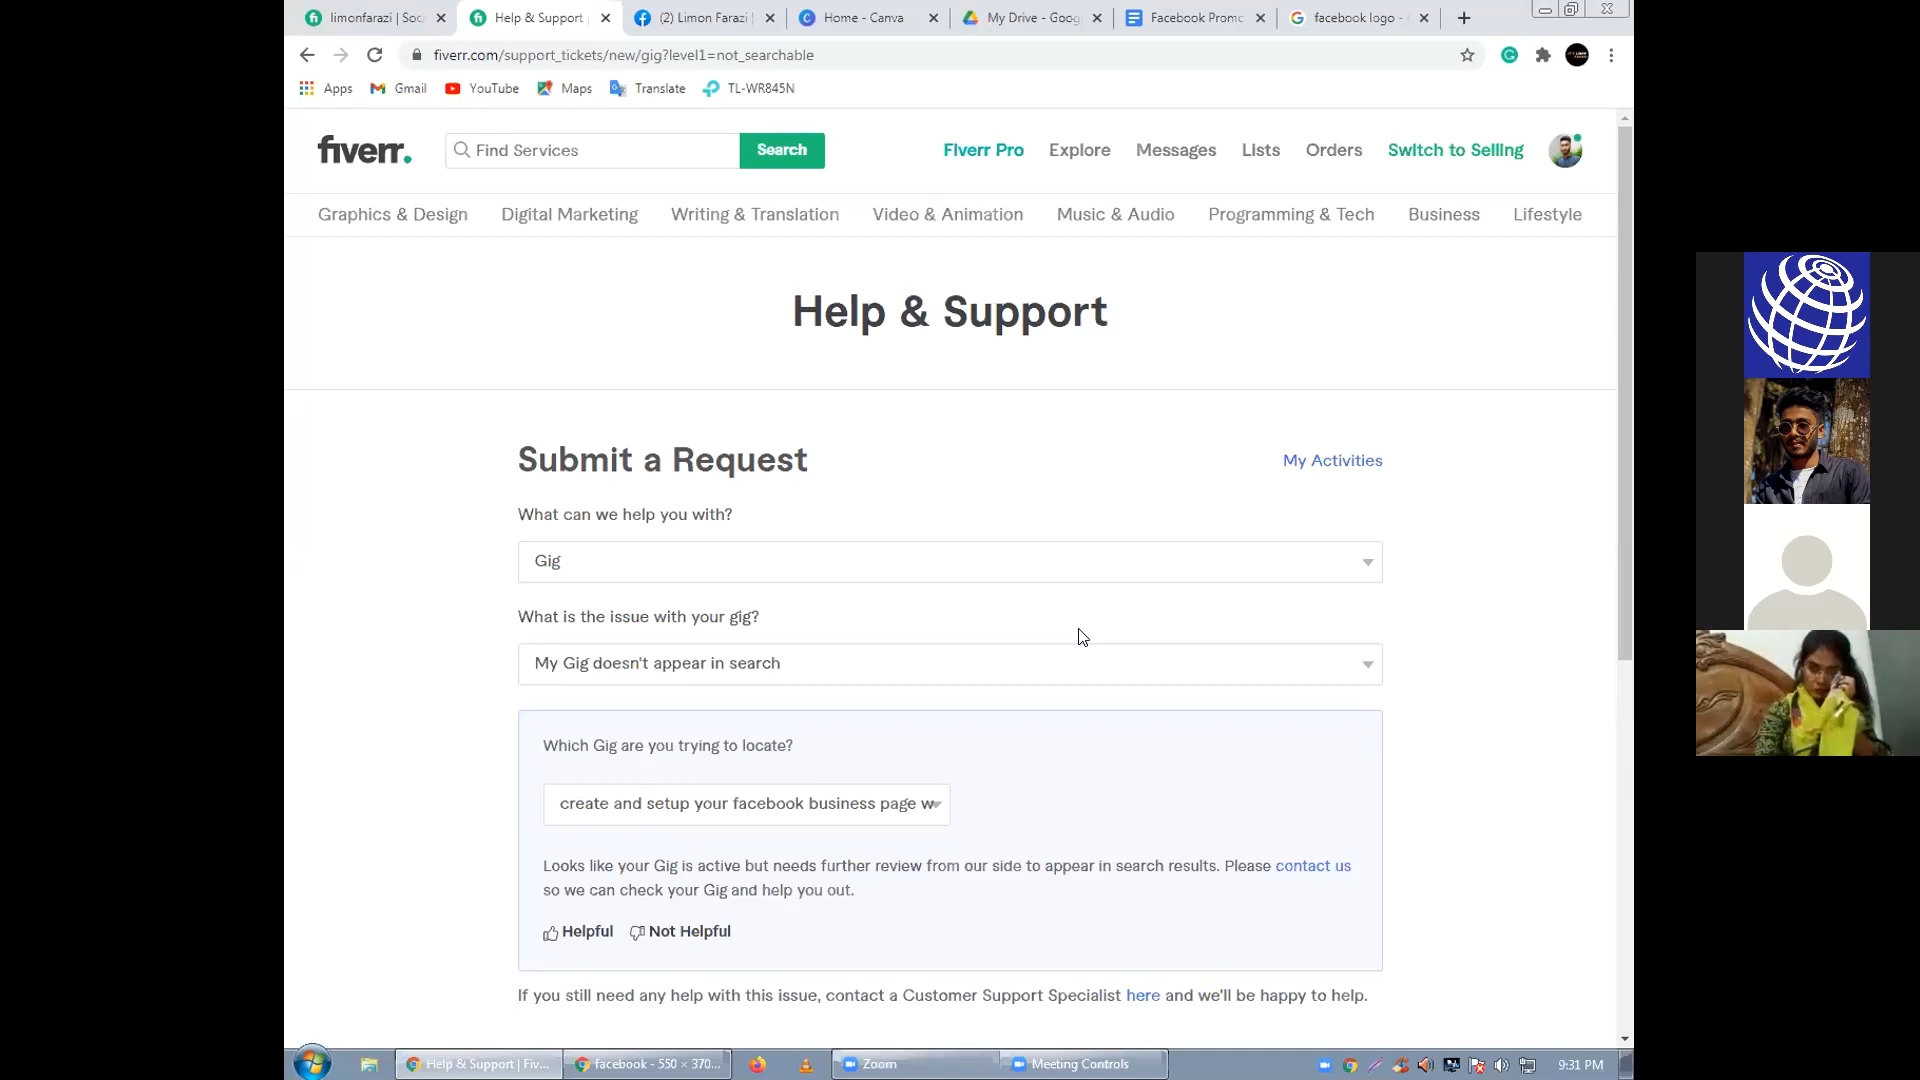 limonfarazi | Soc
Help & Support
(2) Limon Farazi
Home - Canva
My Drive - Goog
Facebook Promo
facebook logo -
fiverr.com/support_tickets/new/gig?level1=not_searchable
Apps
Gmail
YouTube
Maps
Translate
TL-WR845N
fiverr.
Find Services
Search
Fiverr Pro
Explore
Messages
Lists
Orders
Switch to Selling
Graphics & Design
Digital Marketing
Writing & Translation
Video & Animation
Music & Audio
Programming & Tech
Business
Lifestyle
Help & Support
Submit a Request
My Activities
What can we help you with?
Gig
What is the issue with your gig?
My Gig doesn't appear in search
Which Gig are you trying to locate?
create and setup your facebook business page w
Looks like your Gig is active but needs further review from our side to appear in search results. Please contact us
so we can check your Gig and help you out.
Helpful
Not Helpful
If you still need any help with this issue, contact a Customer Support Specialist here and we'll be happy to help.
Help & Support | Fiv...
facebook - 550 × 370...
Zoom
Meeting Controls
9:31 PM